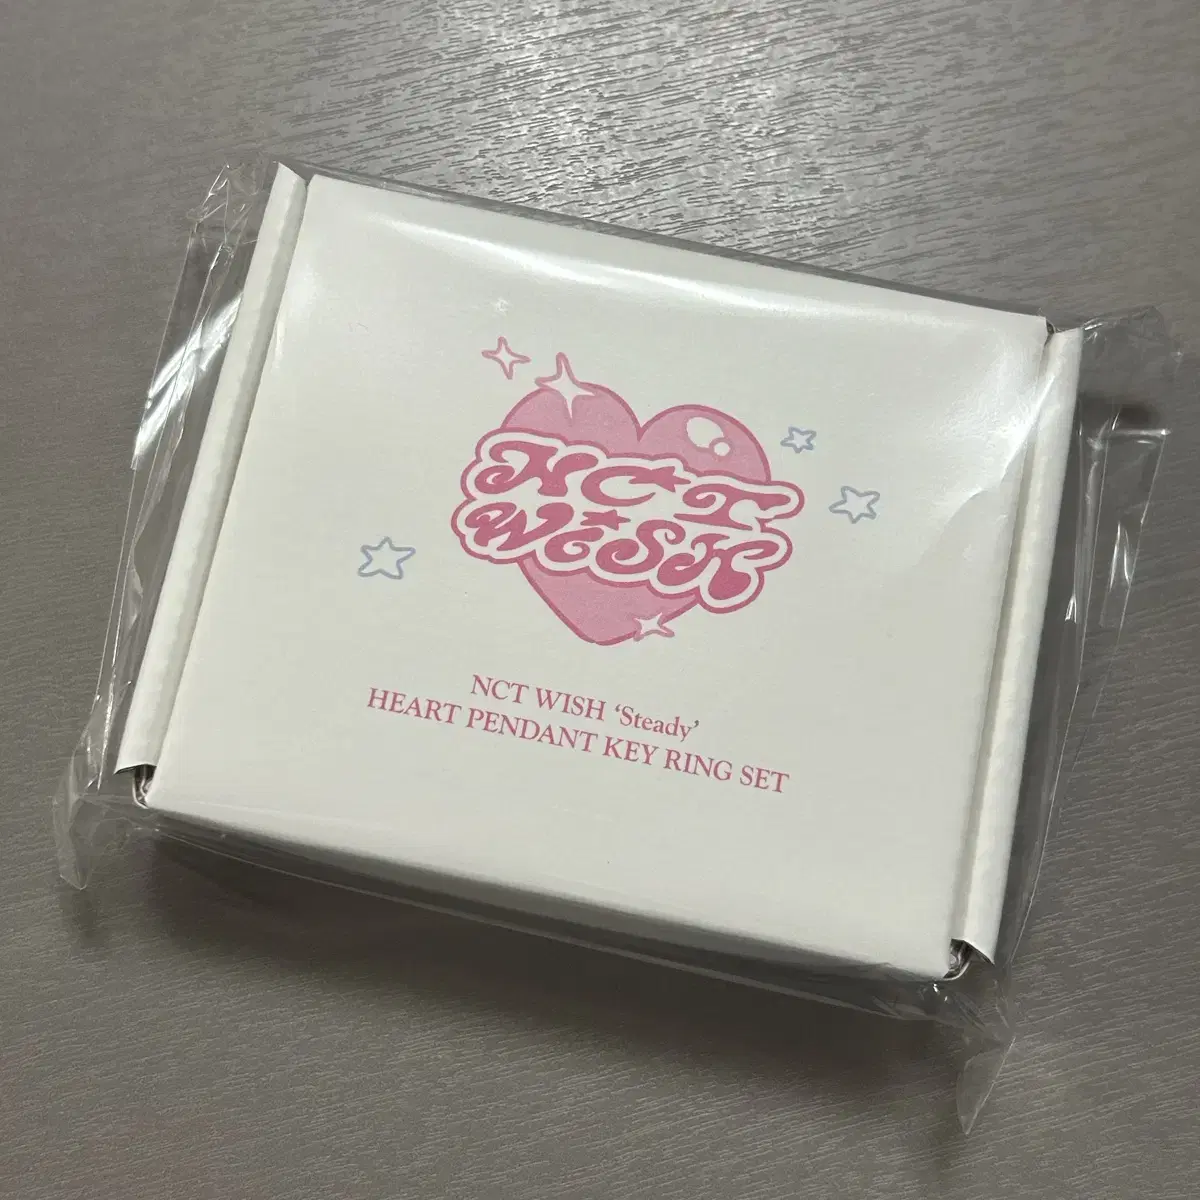 NCT
WISH
NCT WISH ‘Steady’
HEART PENDANT KEY RING SET